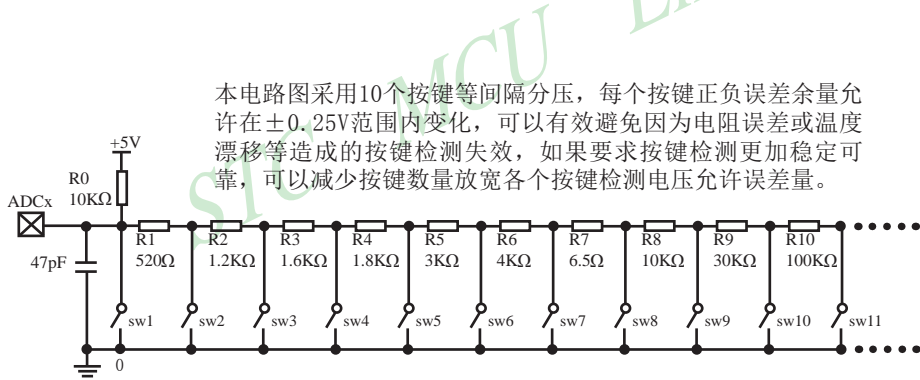 STC MCU
本电路图采用10个按键等间隔分压，每个按键正负误差余量允
许在±0.25V范围内变化，可以有效避免因为电阻误差或温度
漂移等造成的按键检测失效，如果要求按键检测更加稳定可
靠，可以减少按键数量放宽各个按键检测电压允许误差量。
+5V
R0
10KΩ
ADCx
47pF
R1 R2 R3 R4 R5 R6 R7 R8 R9 R10
520Ω 1.2KΩ 1.6KΩ 1.8KΩ 3KΩ 4KΩ 6.5Ω 10KΩ 30KΩ 100KΩ
sw1 sw2 sw3 sw4 sw5 sw6 sw7 sw8 sw9 sw10 sw11
0